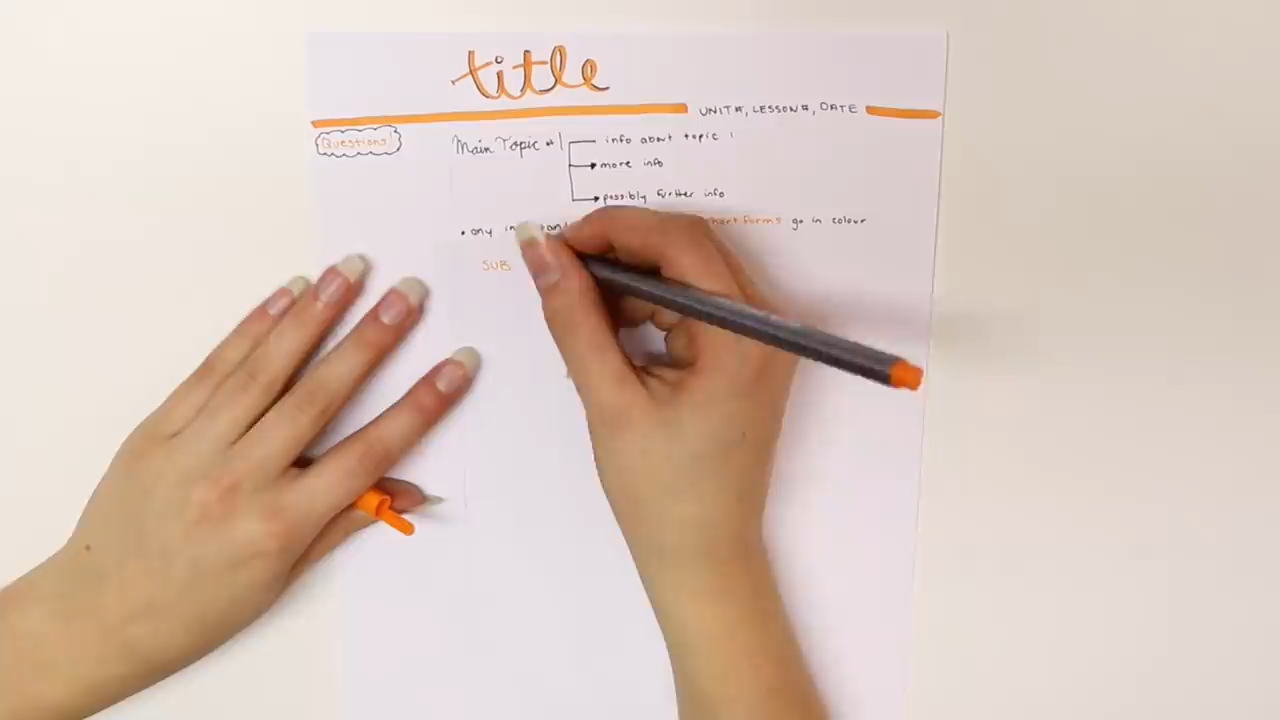 title
UNIT#, LESSON#, DATE
Questions!
Main Topic #1
info about topic 1
more info
possibly further info
• any short forms go in colour
SUB